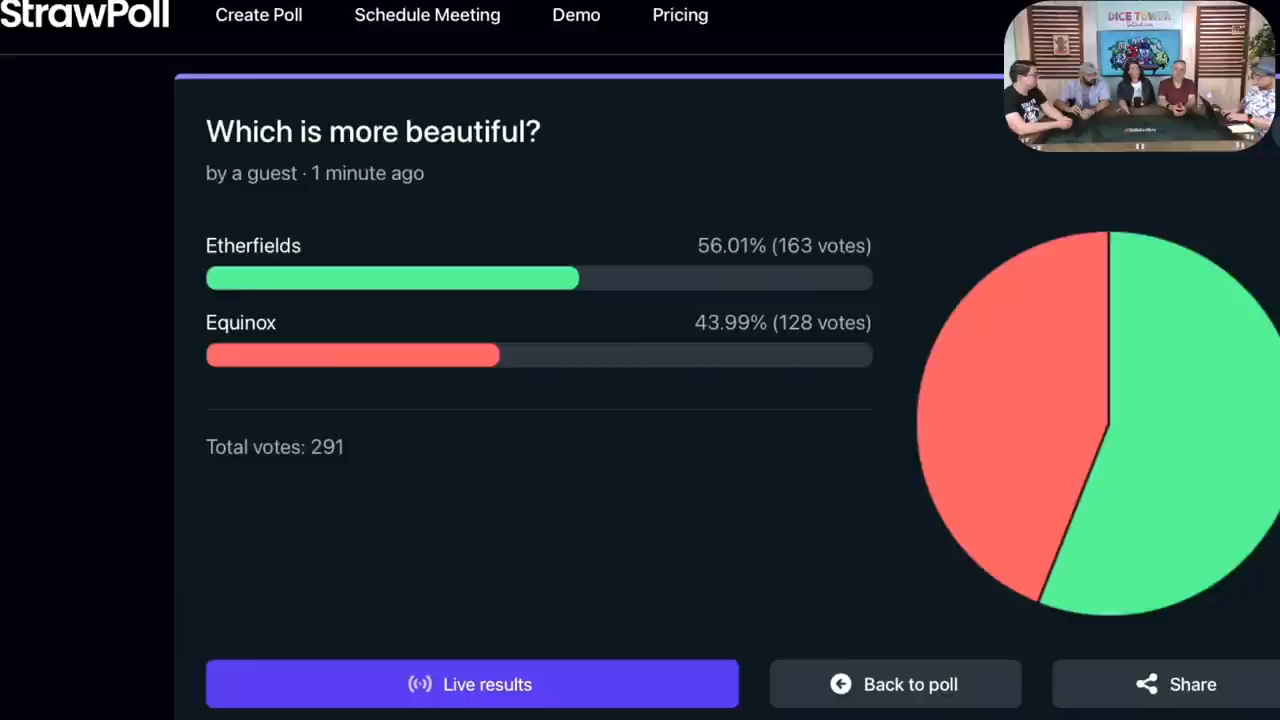 StrawPoll
Create Poll
Schedule Meeting
Demo
Pricing
DICE TOWER
Which is more beautiful?
by a guest · 1 minute ago
Etherfields
56.01% (163 votes)
Equinox
43.99% (128 votes)
Total votes: 291
Live results
Back to poll
Share